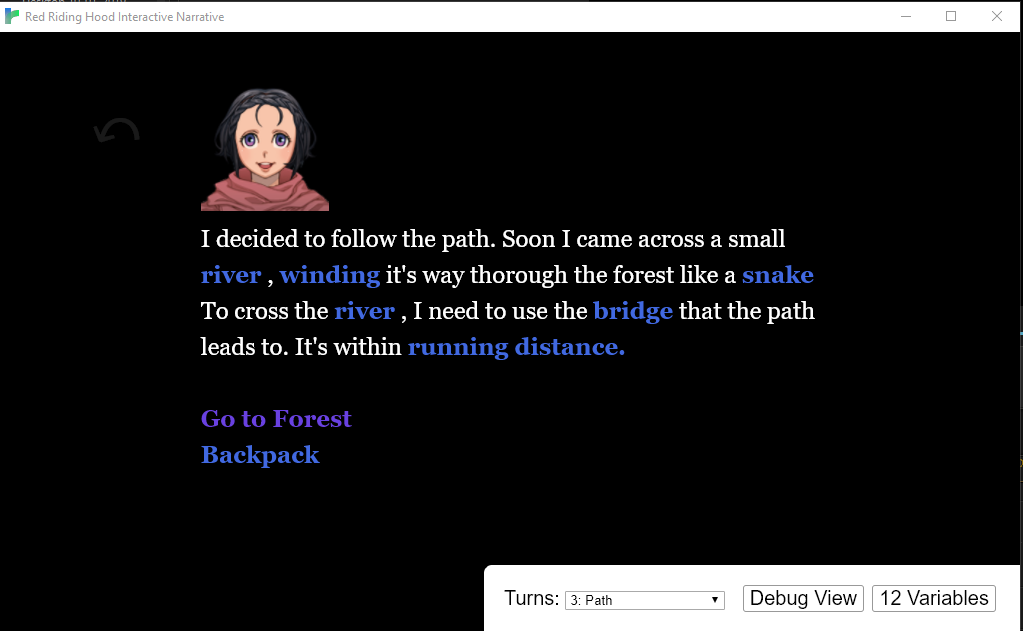 Red Riding Hood Interactive Narrative
I decided to follow the path. Soon I came across a small
river , winding it's way thorough the forest like a snake
To cross the river , I need to use the bridge that the path
leads to. It's within running distance.
Go to Forest
Backpack
Turns: 3: Path Debug View 12 Variables